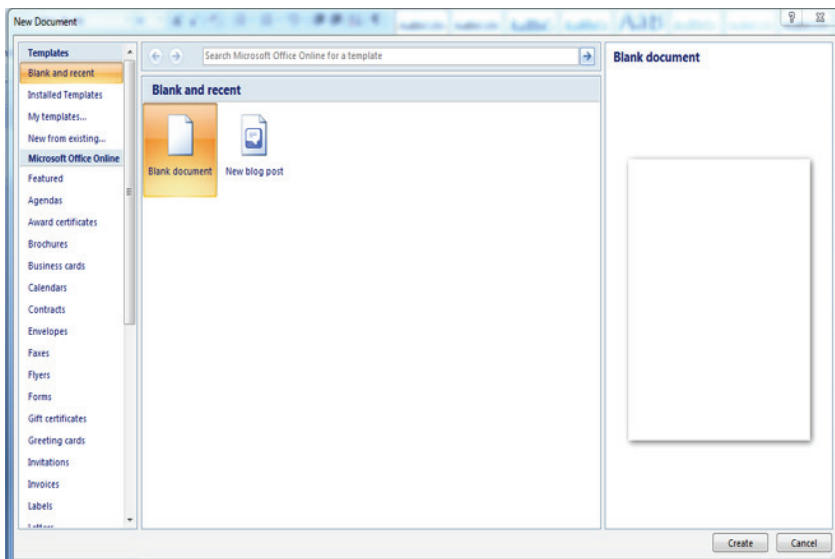 New Document
Templates
Blank and recent
Installed Templates
My templates...
New from existing...
Microsoft Office Online
Featured
Agendas
Award certificates
Brochures
Business cards
Calendars
Contracts
Envelopes
Faxes
Flyers
Forms
Gift certificates
Greeting cards
Invitations
Invoices
Labels
Search Microsoft Office Online for a template
Blank and recent
Blank document
New blog post
Blank document
Create
Cancel